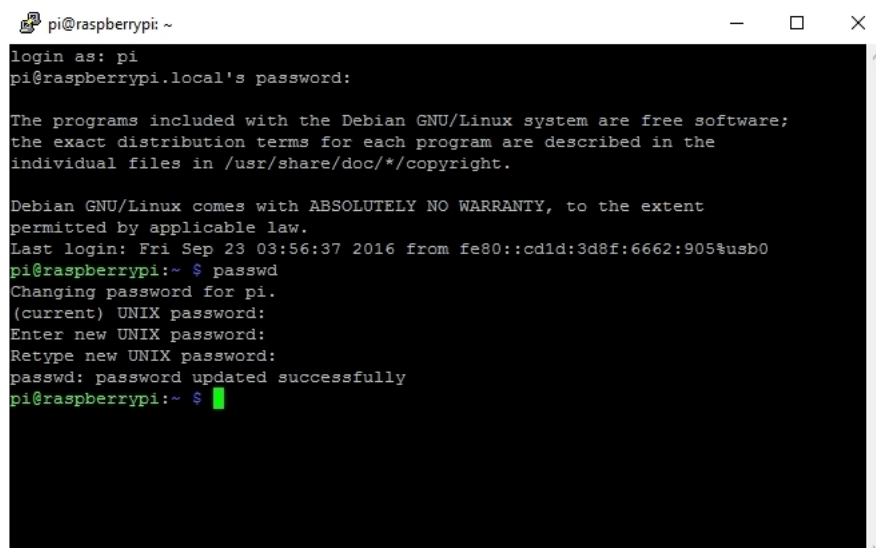 pi@raspberrypi: ~
login as: pi
pi@raspberrypi.local's password:
The programs included with the Debian GNU/Linux system are free software;
the exact distribution terms for each program are described in the
individual files in /usr/share/doc/*/copyright.
Debian GNU/Linux comes with ABSOLUTELY NO WARRANTY, to the extent
permitted by applicable law.
Last login: Fri Sep 23 03:56:37 2016 from fe80::cd1d:3d8f:6662:905%usb0
pi@raspberrypi:~ $ passwd
Changing password for pi.
(current) UNIX password:
Enter new UNIX password:
Retype new UNIX password:
passwd: password updated successfully
pi@raspberrypi:~ $